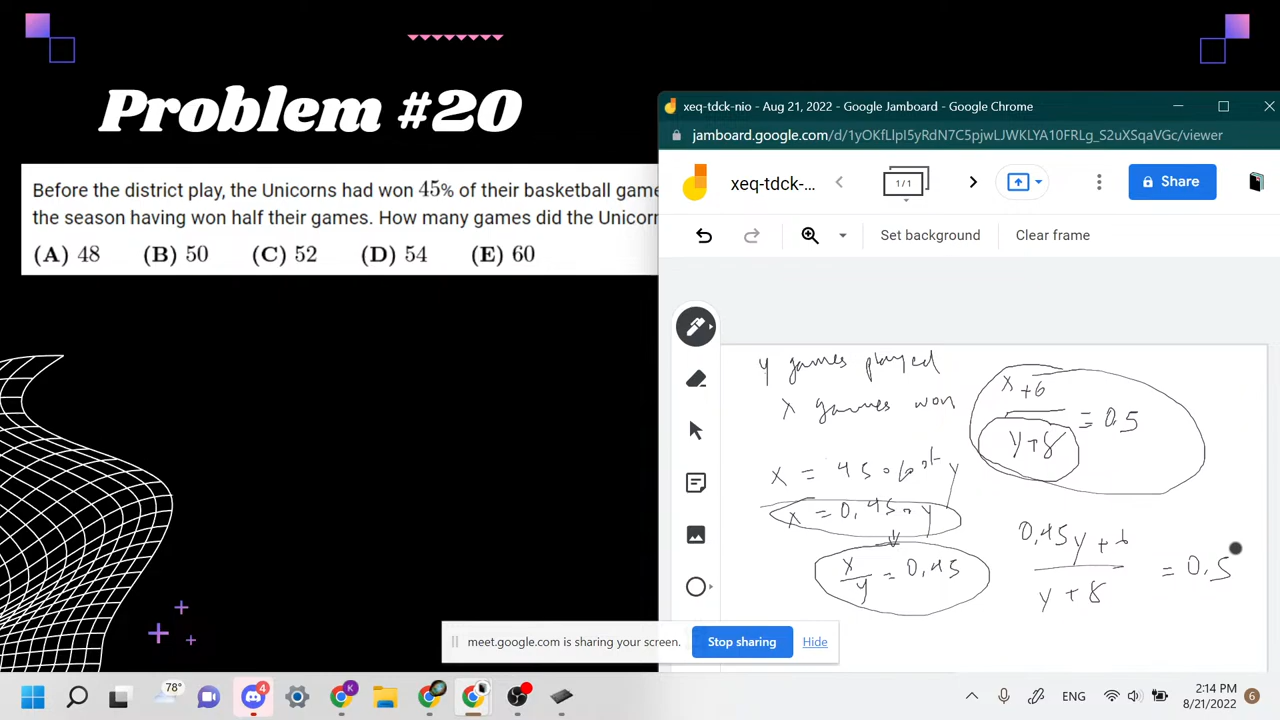 Problem #20
Before the district play, the Unicorns had won 45% of their basketball game
the season having won half their games. How many games did the Unicorn
(A) 48 (B) 50 (C) 52 (D) 54 (E) 60
xeq-tdck-nio - Aug 21, 2022 - Google Jamboard - Google Chrome
jamboard.google.com/d/1yOKfLIpI5yRdN7C5pjwLJWKLYA10FRLg_S2uXSqaVGc/viewer
xeq-tdck-...
1/1
Share
Set background
Clear frame
y games played
x games won
x = 45% of y
x = 0.45 • y
x/y = 0.45
x+6
y+8
= 0.5
0.45y + 6
y + 8
= 0.5
meet.google.com is sharing your screen.
Stop sharing
Hide
78°
4
K
ENG
2:14 PM
8/21/2022
6